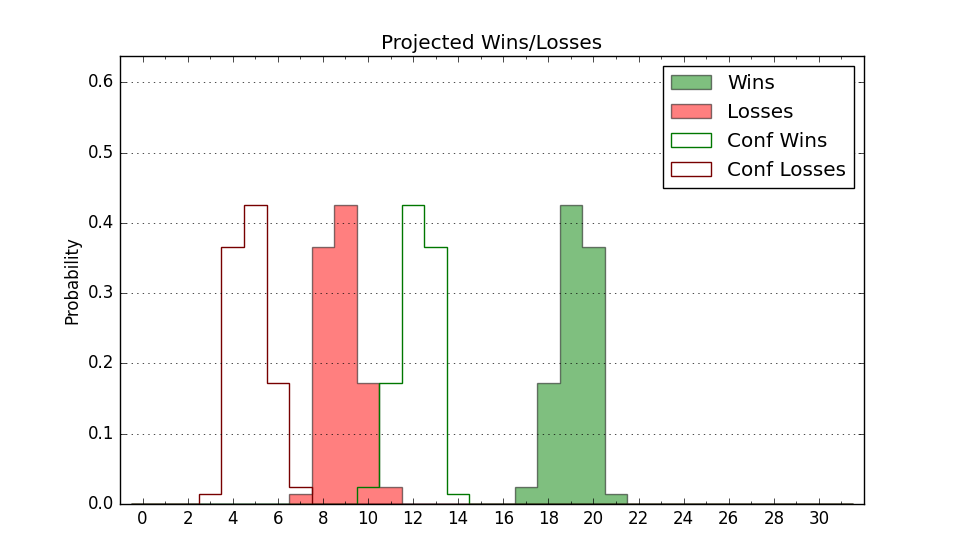 Projected Wins/Losses
0.6
0.5
0.4
0.3
0.2
0.1
0.0
Probability
Wins
Losses
Conf Wins
Conf Losses
0 2 4 6 8 10 12 14 16 18 20 22 24 26 28 30